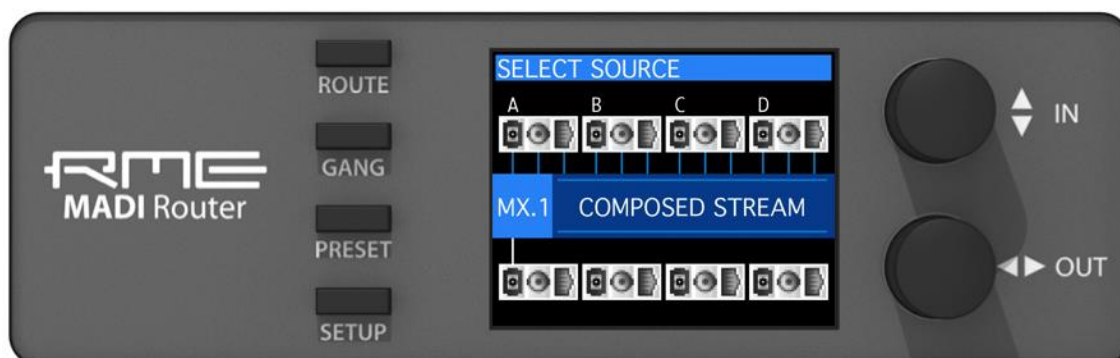 RME
MADI Router
ROUTE
GANG
PRESET
SETUP
SELECT SOURCE
A B C D
MX.1 COMPOSED STREAM
IN
OUT